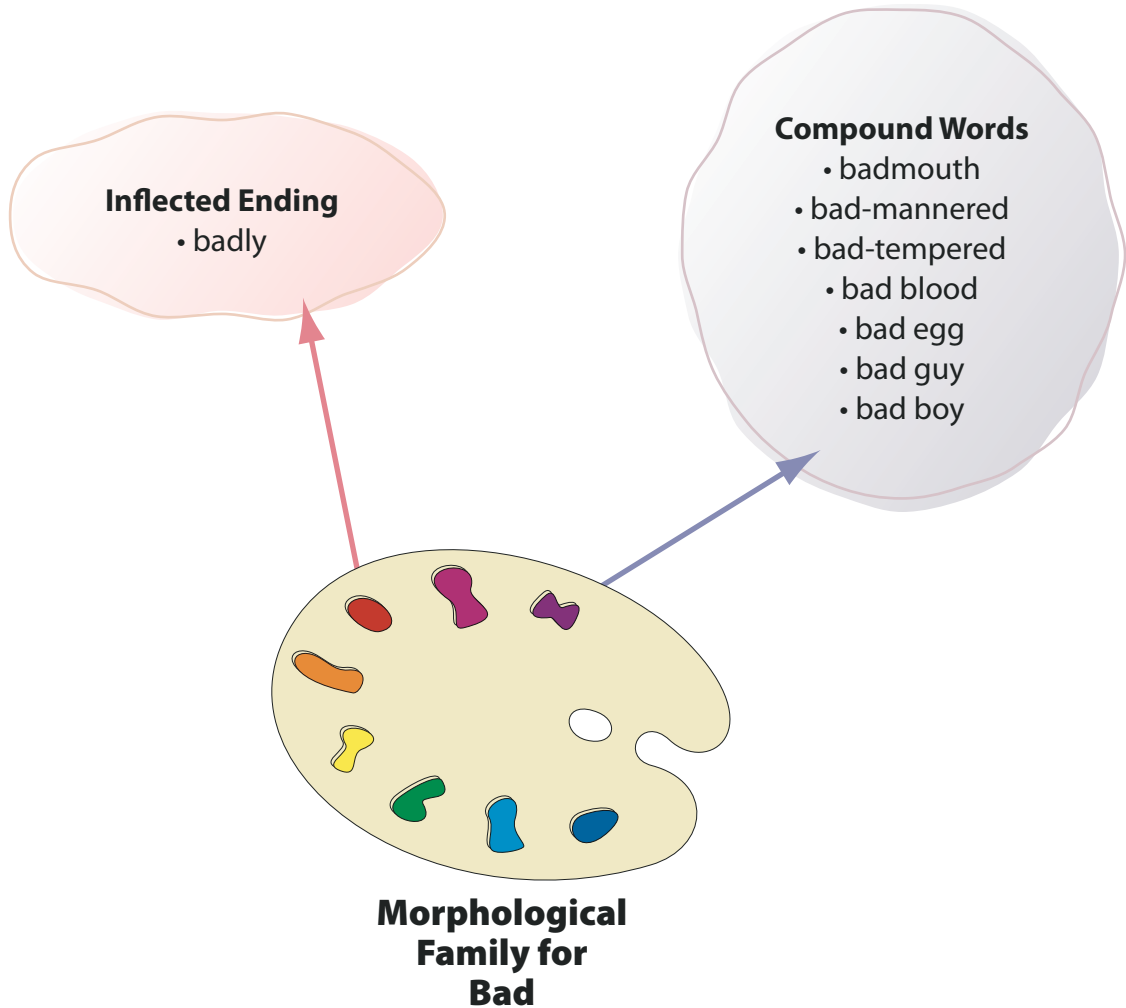 Inflected Ending
• badly
Compound Words
• badmouth
• bad-mannered
• bad-tempered
• bad blood
• bad egg
• bad guy
• bad boy
Morphological
Family for
Bad